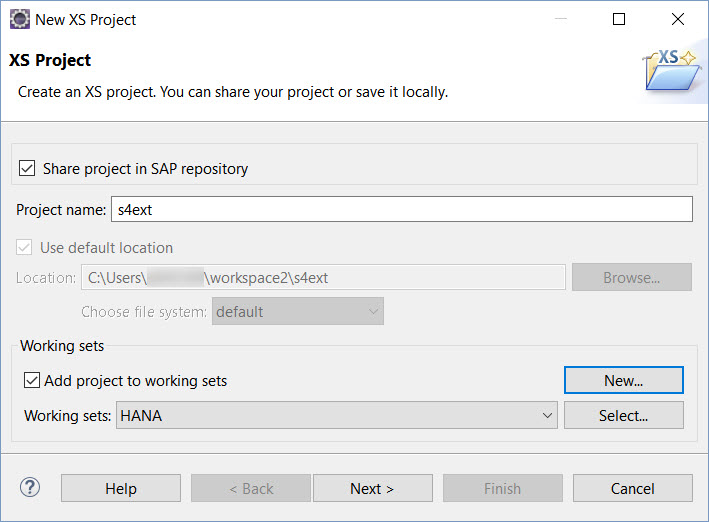 New XS Project
XS Project
Create an XS project. You can share your project or save it locally.
XS
Share project in SAP repository
Project name: s4ext
Use default location
Location: C:\Users\ \workspace2\s4ext Browse...
Choose file system: default
Working sets
Add project to working sets New...
Working sets: HANA Select...
? Help < Back Next > Finish Cancel